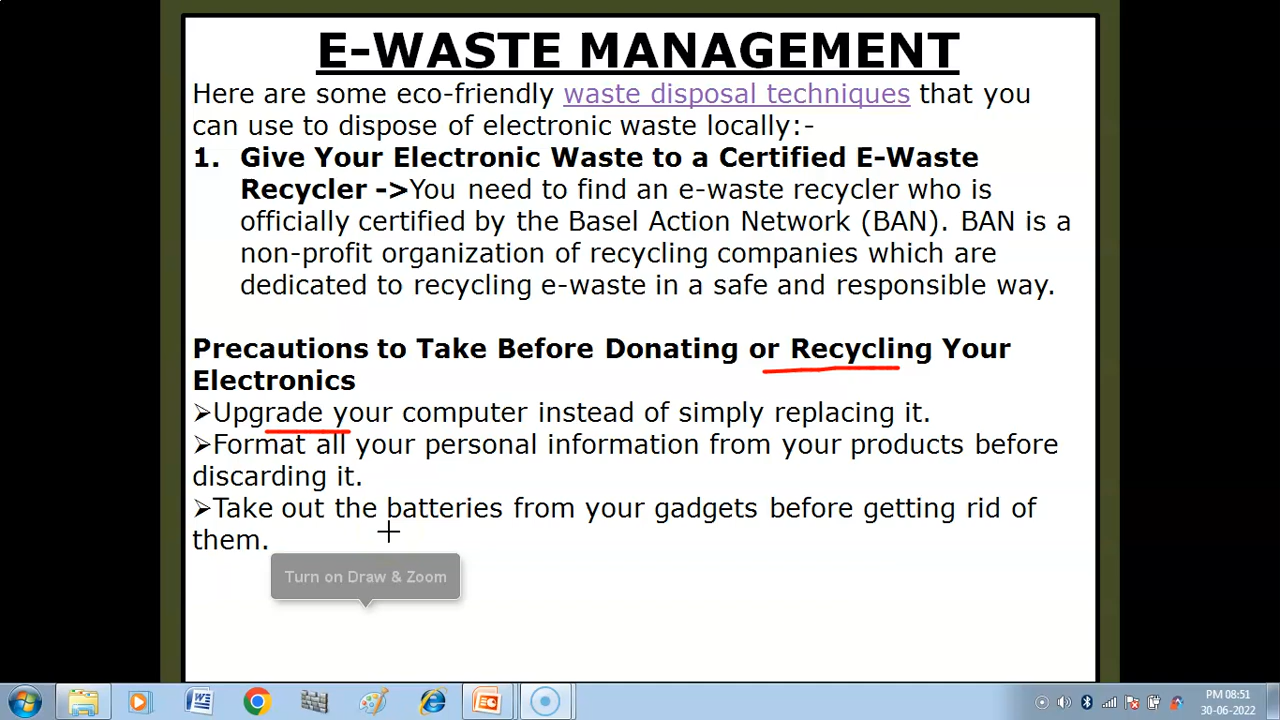 E-WASTE MANAGEMENT
Here are some eco-friendly waste disposal techniques that you
can use to dispose of electronic waste locally:-
1. Give Your Electronic Waste to a Certified E-Waste
Recycler ->You need to find an e-waste recycler who is
officially certified by the Basel Action Network (BAN). BAN is a
non-profit organization of recycling companies which are
dedicated to recycling e-waste in a safe and responsible way.
Precautions to Take Before Donating or Recycling Your
Electronics
➢Upgrade your computer instead of simply replacing it.
➢Format all your personal information from your products before
discarding it.
➢Take out the batteries from your gadgets before getting rid of
them.
Turn on Draw & Zoom
PM 08:51
30-06-2022